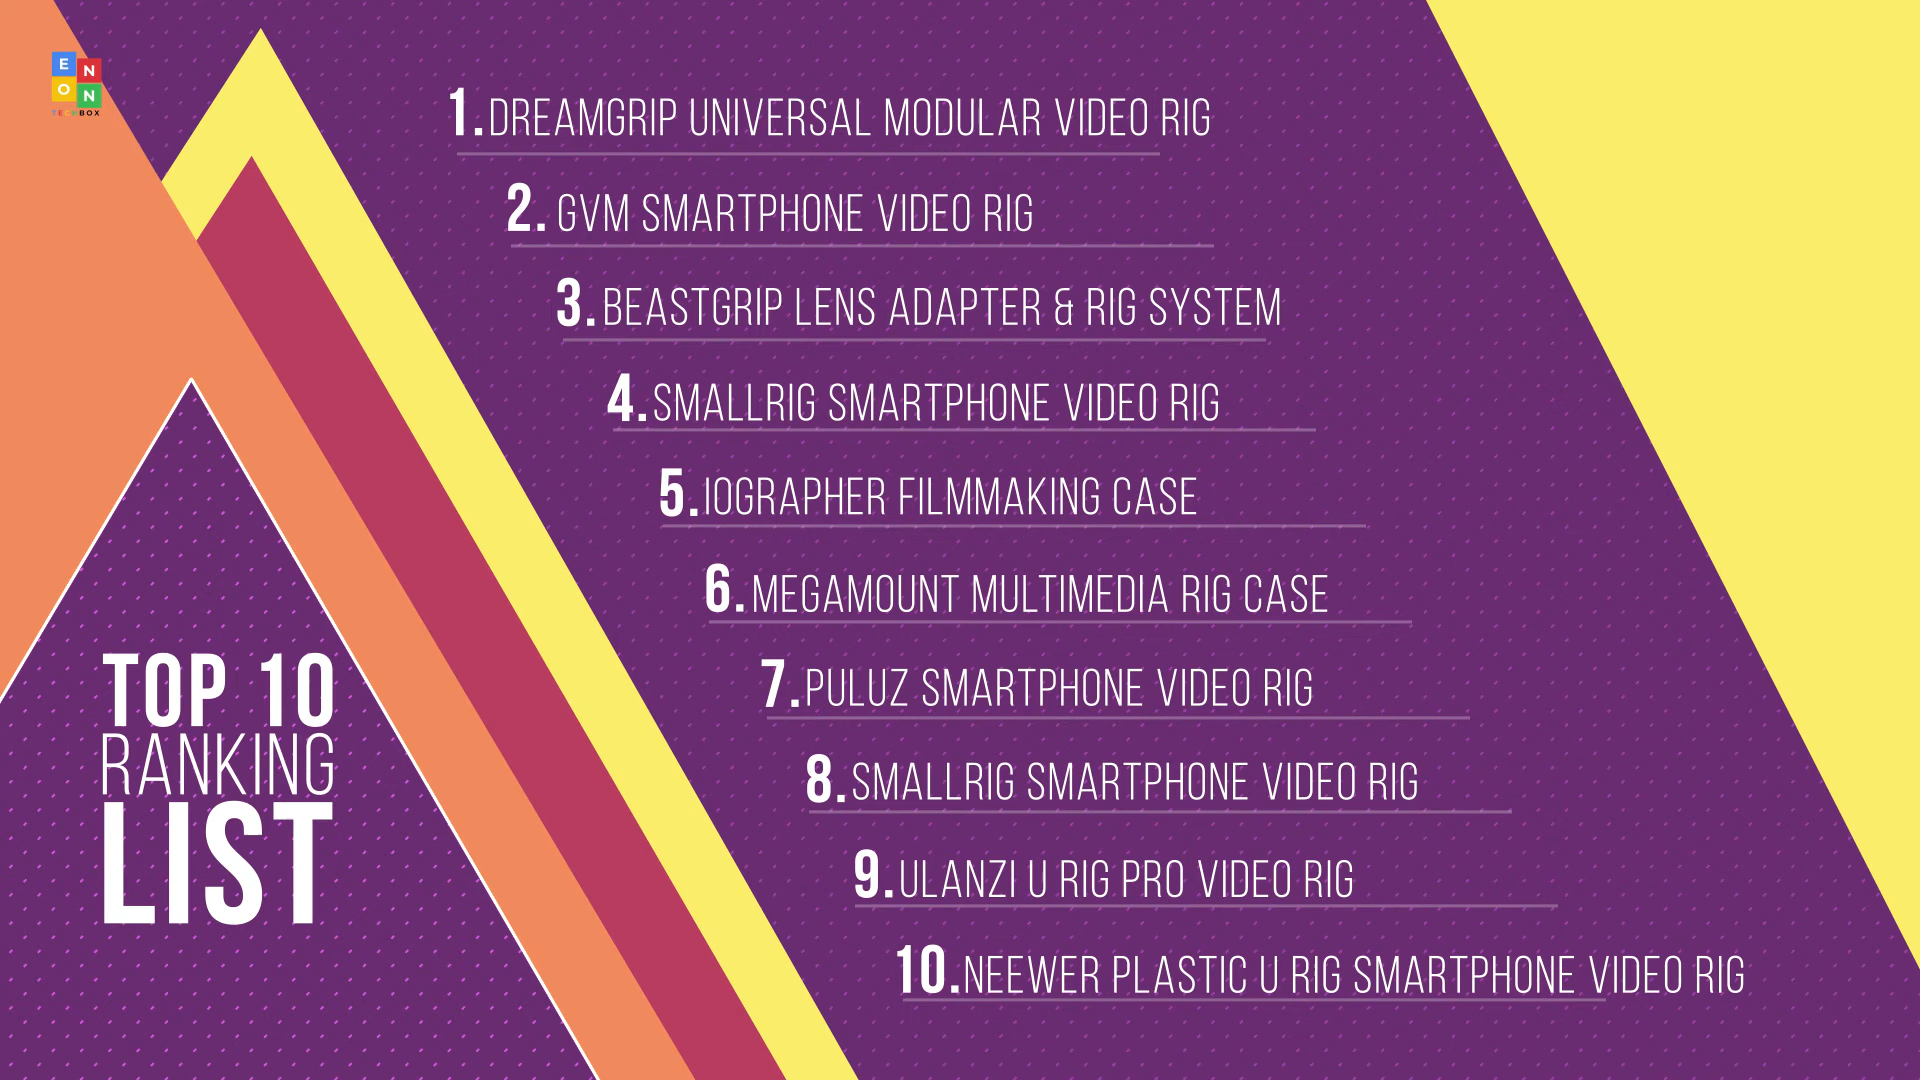 E N
O N
TECHBOX
1. DREAMGRIP UNIVERSAL MODULAR VIDEO RIG
2. GVM SMARTPHONE VIDEO RIG
3. BEASTGRIP LENS ADAPTER & RIG SYSTEM
4. SMALLRIG SMARTPHONE VIDEO RIG
5. IOGRAPHER FILMMAKING CASE
6. MEGAMOUNT MULTIMEDIA RIG CASE
7. PULUZ SMARTPHONE VIDEO RIG
8. SMALLRIG SMARTPHONE VIDEO RIG
9. ULANZI U RIG PRO VIDEO RIG
10. NEEWER PLASTIC U RIG SMARTPHONE VIDEO RIG
TOP 10
RANKING
LIST